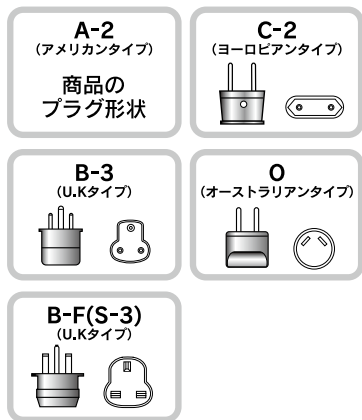 A-2
(アメリカンタイプ)
商品の
プラグ形状
C-2
(ヨーロピアンタイプ)
B-3
(U.Kタイプ)
O
(オーストラリアンタイプ)
B-F(S-3)
(U.Kタイプ)